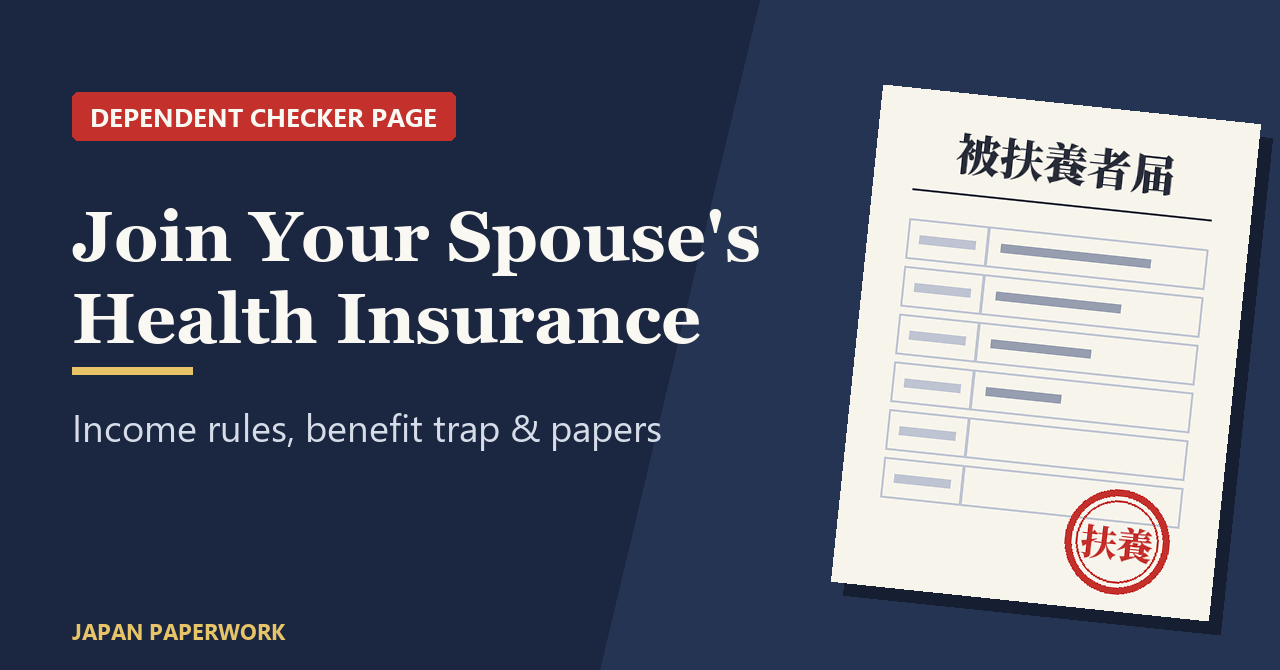 DEPENDENT CHECKER PAGE
Join Your Spouse's
Health Insurance
Income rules, benefit trap & papers
JAPAN PAPERWORK
被扶養者届
扶養